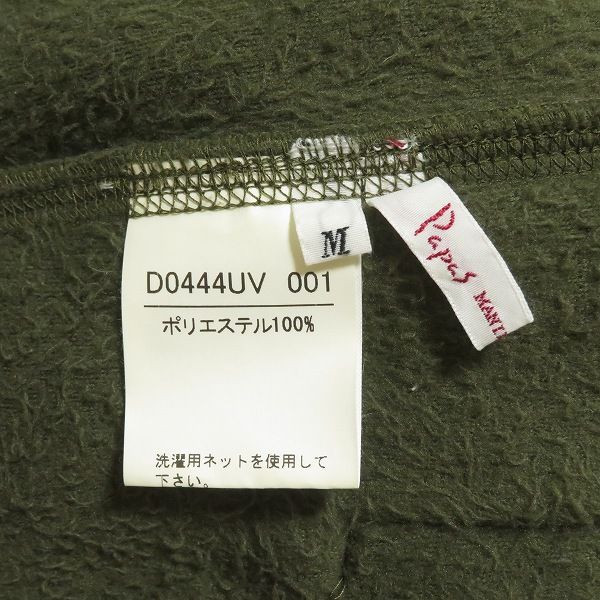 D0444UV 001
ポリエステル100%
洗濯用ネットを使用して
下さい。
M
Papas